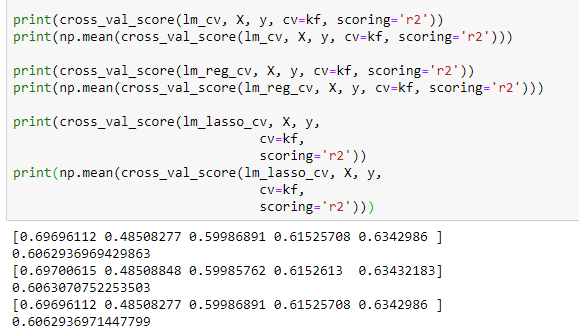 print(cross_val_score(lm_cv, X, y, cv=kf, scoring='r2'))
print(np.mean(cross_val_score(lm_cv, X, y, cv=kf, scoring='r2')))
print(cross_val_score(lm_reg_cv, X, y, cv=kf, scoring='r2'))
print(np.mean(cross_val_score(lm_reg_cv, X, y, cv=kf, scoring='r2')))
print(cross_val_score(lm_lasso_cv, X, y,
cv=kf,
scoring='r2'))
print(np.mean(cross_val_score(lm_lasso_cv, X, y,
cv=kf,
scoring='r2')))
[0.69696112 0.48508277 0.59986891 0.61525708 0.6342986 ]
0.6062936969429863
[0.69700615 0.48508848 0.59985762 0.6152613  0.63432183]
0.6063070752253503
[0.69696112 0.48508277 0.59986891 0.61525708 0.6342986 ]
0.6062936971447799